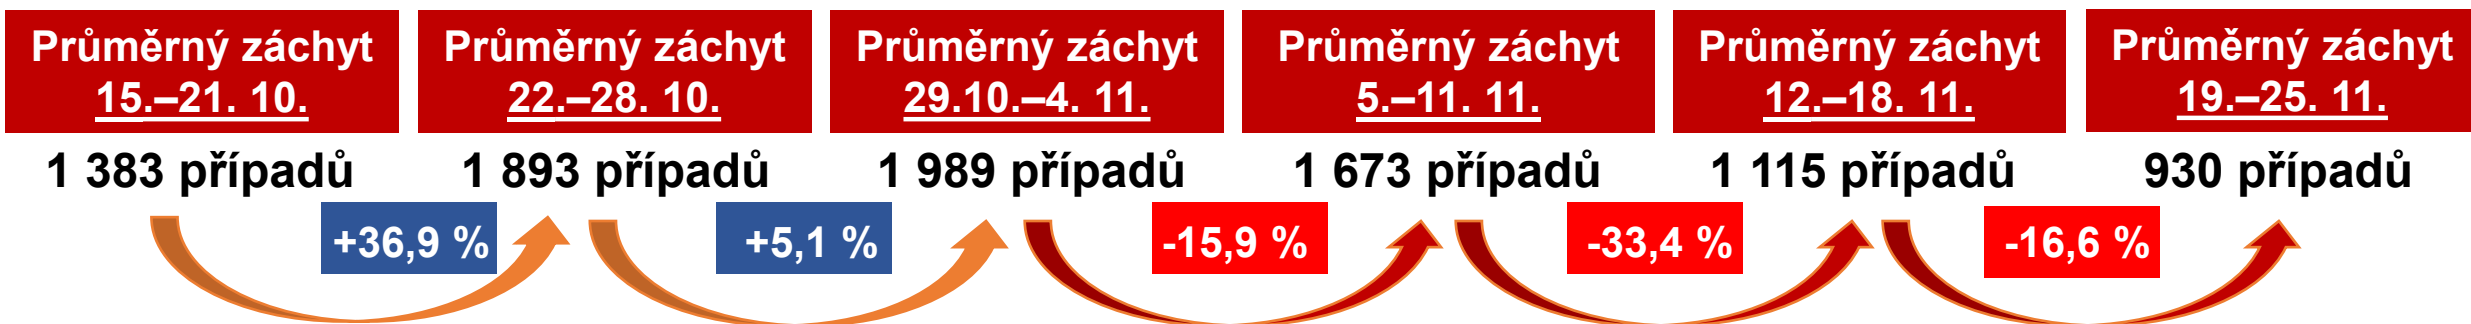 Průměrný záchyt
15.–21. 10.
1 383 případů
Průměrný záchyt
22.–28. 10.
1 893 případů
Průměrný záchyt
29.10.–4. 11.
1 989 případů
Průměrný záchyt
5.–11. 11.
1 673 případů
Průměrný záchyt
12.–18. 11.
1 115 případů
Průměrný záchyt
19.–25. 11.
930 případů
+36,9 %
+5,1 %
-15,9 %
-33,4 %
-16,6 %